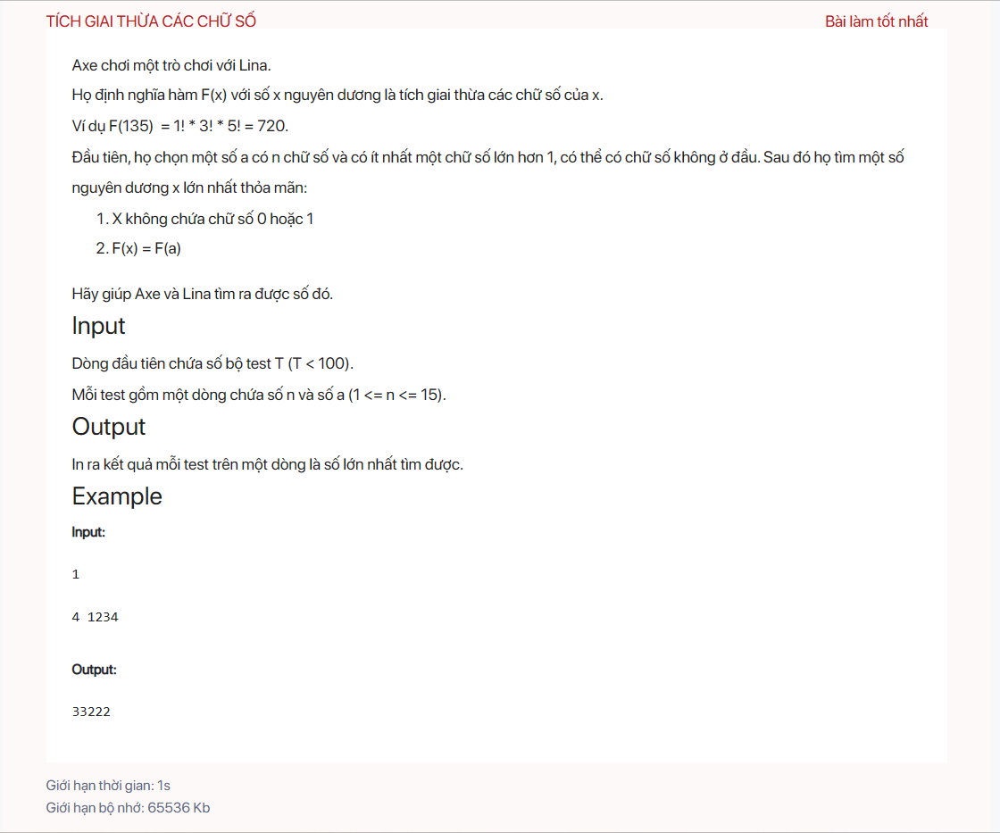 TÍCH GIAI THỪA CÁC CHỮ SỐ
Bài làm tốt nhất
Axe chơi một trò chơi với Lina.
Họ định nghĩa hàm F(x) với số x nguyên dương là tích giai thừa các chữ số của x.
Ví dụ F(135)  = 1! * 3! * 5! = 720.
Đầu tiên, họ chọn một số a có n chữ số và có ít nhất một chữ số lớn hơn 1, có thể có chữ số không ở đầu. Sau đó họ tìm một số
nguyên dương x lớn nhất thỏa mãn:
1. X không chứa chữ số 0 hoặc 1
2. F(x) = F(a)
Hãy giúp Axe và Lina tìm ra được số đó.
Input
Dòng đầu tiên chứa số bộ test T (T < 100).
Mỗi test gồm một dòng chứa số n và số a (1 <= n <= 15).
Output
In ra kết quả mỗi test trên một dòng là số lớn nhất tìm được.
Example
Input:
1
4 1234
Output:
33222
Giới hạn thời gian: 1s
Giới hạn bộ nhớ: 65536 Kb